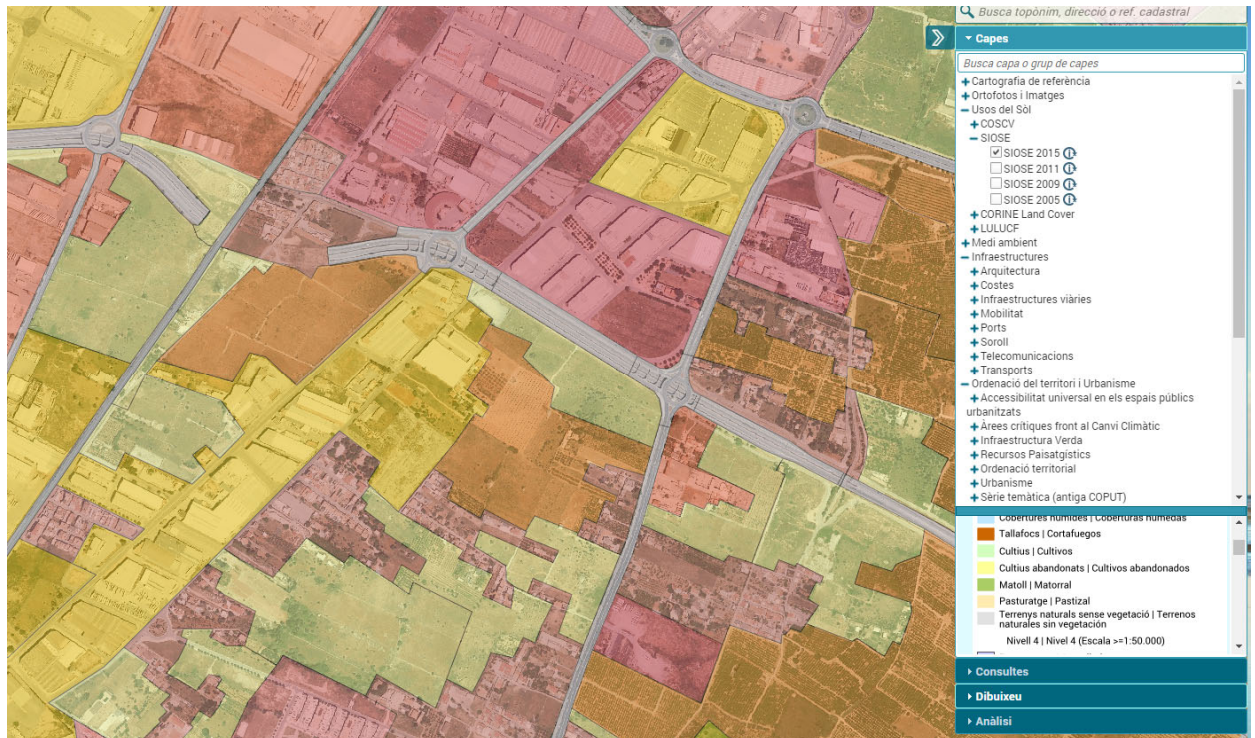 Busca topònim, direcció o ref. cadastral
Capes
Busca capa o grup de capes
Cartografia de referència
Ortofotos i Imatges
Usos del Sòl
COSCV
SIOSE
SIOSE 2015
SIOSE 2011
SIOSE 2009
SIOSE 2005
CORINE Land Cover
LULUCF
Medi ambient
Infraestructures
Arquitectura
Costes
Infraestructures viàries
Mobilitat
Ports
Soroll
Telecomunicacions
Transports
Ordenació del territori i Urbanisme
Accessibilitat universal en els espais públics
urbanitzats
Àrees crítiques front al Canvi Climàtic
Infraestructura Verda
Recursos Paisatgístics
Ordenació territorial
Urbanisme
Sèrie temàtica (antiga COPUT)
Cobertures humides | Coberturas húmedas
Tallafocs | Cortafuegos
Cultius | Cultivos
Cultius abandonats | Cultivos abandonados
Matoll | Matorral
Pasturatge | Pastizal
Terrenys naturals sense vegetació | Terrenos
naturales sin vegetación
Nivell 4 | Nivel 4 (Escala >=1:50.000)
Consultes
Dibuixeu
Anàlisi